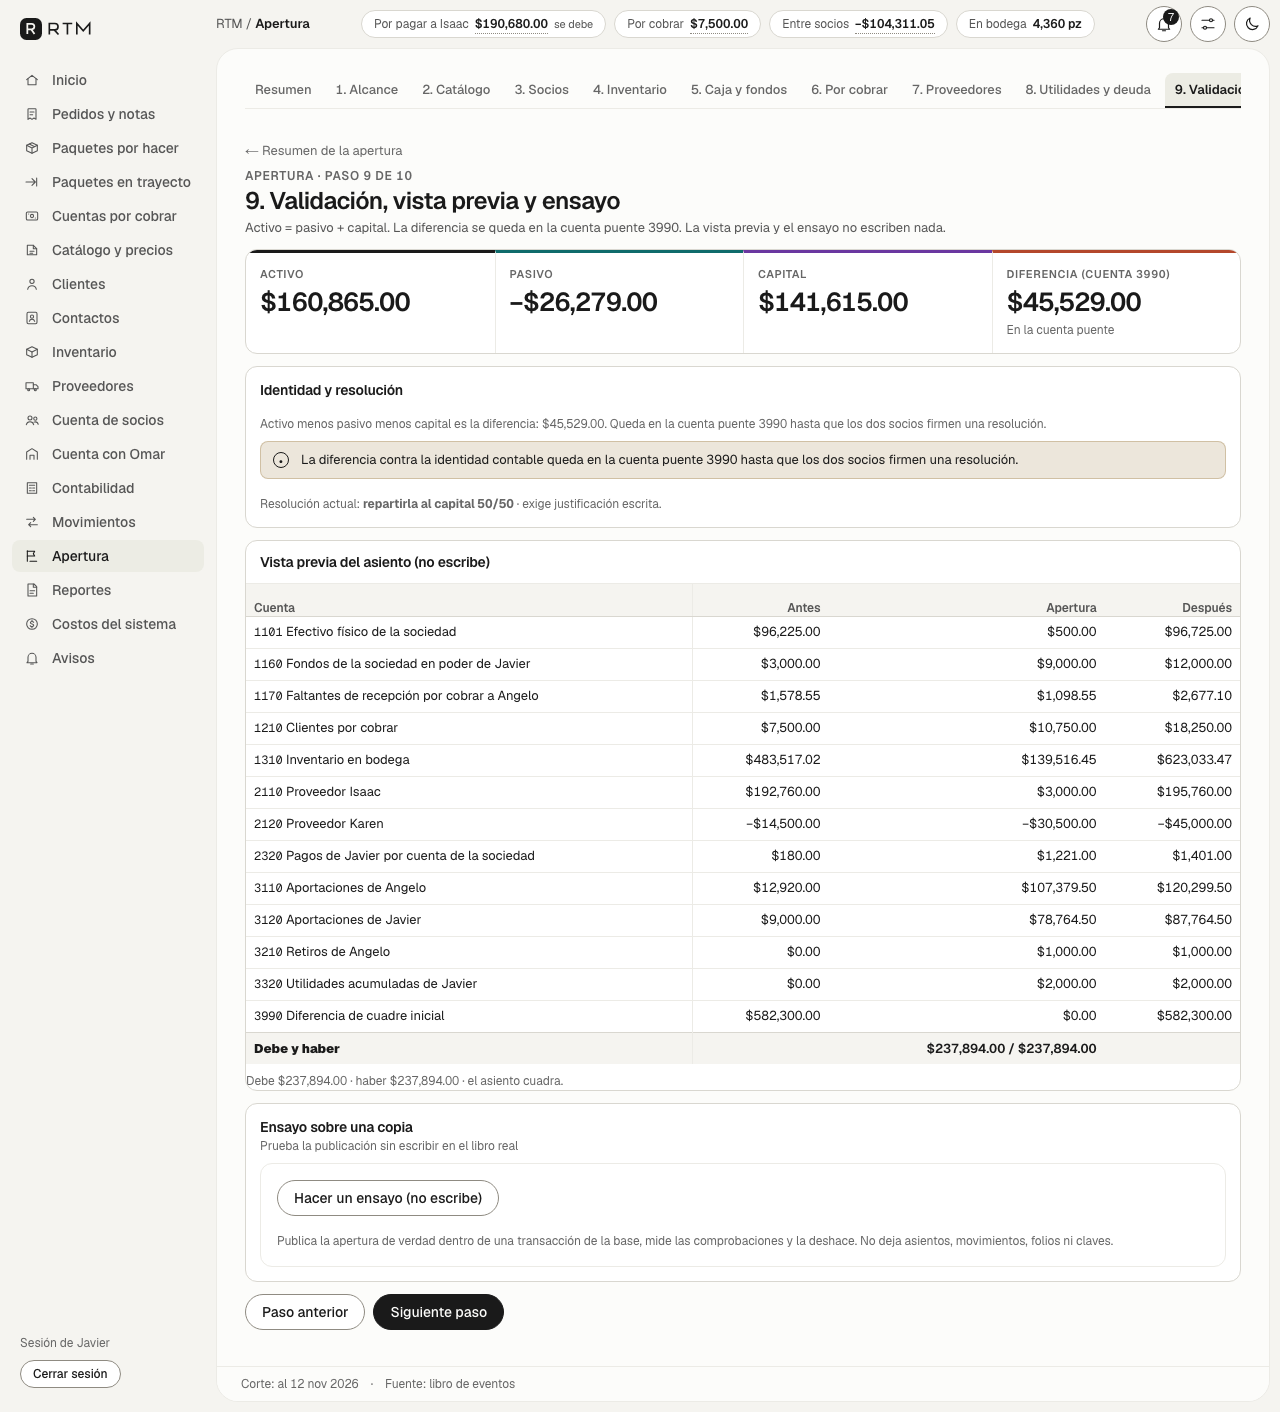 R RTM
RTM / Apertura
Por pagar a Isaac $190,680.00 se debe
Por cobrar $7,500.00
Entre socios −$104,311.05
En bodega 4,360 pz
7
Inicio
Pedidos y notas
Paquetes por hacer
Paquetes en trayecto
Cuentas por cobrar
Catálogo y precios
Clientes
Contactos
Inventario
Proveedores
Cuenta de socios
Cuenta con Omar
Contabilidad
Movimientos
Apertura
Reportes
Costos del sistema
Avisos
Sesión de Javier
Cerrar sesión
Resumen 1. Alcance 2. Catálogo 3. Socios 4. Inventario 5. Caja y fondos 6. Por cobrar 7. Proveedores 8. Utilidades y deuda 9. Validacio
← Resumen de la apertura
APERTURA · PASO 9 DE 10
9. Validación, vista previa y ensayo
Activo = pasivo + capital. La diferencia se queda en la cuenta puente 3990. La vista previa y el ensayo no escriben nada.
ACTIVO
$160,865.00
PASIVO
−$26,279.00
CAPITAL
$141,615.00
DIFERENCIA (CUENTA 3990)
$45,529.00
En la cuenta puente
Identidad y resolución
Activo menos pasivo menos capital es la diferencia: $45,529.00. Queda en la cuenta puente 3990 hasta que los dos socios firmen una resolución.
La diferencia contra la identidad contable queda en la cuenta puente 3990 hasta que los dos socios firmen una resolución.
Resolución actual: repartirla al capital 50/50 · exige justificación escrita.
Vista previa del asiento (no escribe)
Cuenta Antes Apertura Después
1101 Efectivo físico de la sociedad $96,225.00 $500.00 $96,725.00
1160 Fondos de la sociedad en poder de Javier $3,000.00 $9,000.00 $12,000.00
1170 Faltantes de recepción por cobrar a Angelo $1,578.55 $1,098.55 $2,677.10
1210 Clientes por cobrar $7,500.00 $10,750.00 $18,250.00
1310 Inventario en bodega $483,517.02 $139,516.45 $623,033.47
2110 Proveedor Isaac $192,760.00 $3,000.00 $195,760.00
2120 Proveedor Karen −$14,500.00 −$30,500.00 −$45,000.00
2320 Pagos de Javier por cuenta de la sociedad $180.00 $1,221.00 $1,401.00
3110 Aportaciones de Angelo $12,920.00 $107,379.50 $120,299.50
3120 Aportaciones de Javier $9,000.00 $78,764.50 $87,764.50
3210 Retiros de Angelo $0.00 $1,000.00 $1,000.00
3320 Utilidades acumuladas de Javier $0.00 $2,000.00 $2,000.00
3990 Diferencia de cuadre inicial $582,300.00 $0.00 $582,300.00
Debe y haber $237,894.00 / $237,894.00
Debe $237,894.00 · haber $237,894.00 · el asiento cuadra.
Ensayo sobre una copia
Prueba la publicación sin escribir en el libro real
Hacer un ensayo (no escribe)
Publica la apertura de verdad dentro de una transacción de la base, mide las comprobaciones y la deshace. No deja asientos, movimientos, folios ni claves.
Paso anterior
Siguiente paso
Corte: al 12 nov 2026 · Fuente: libro de eventos